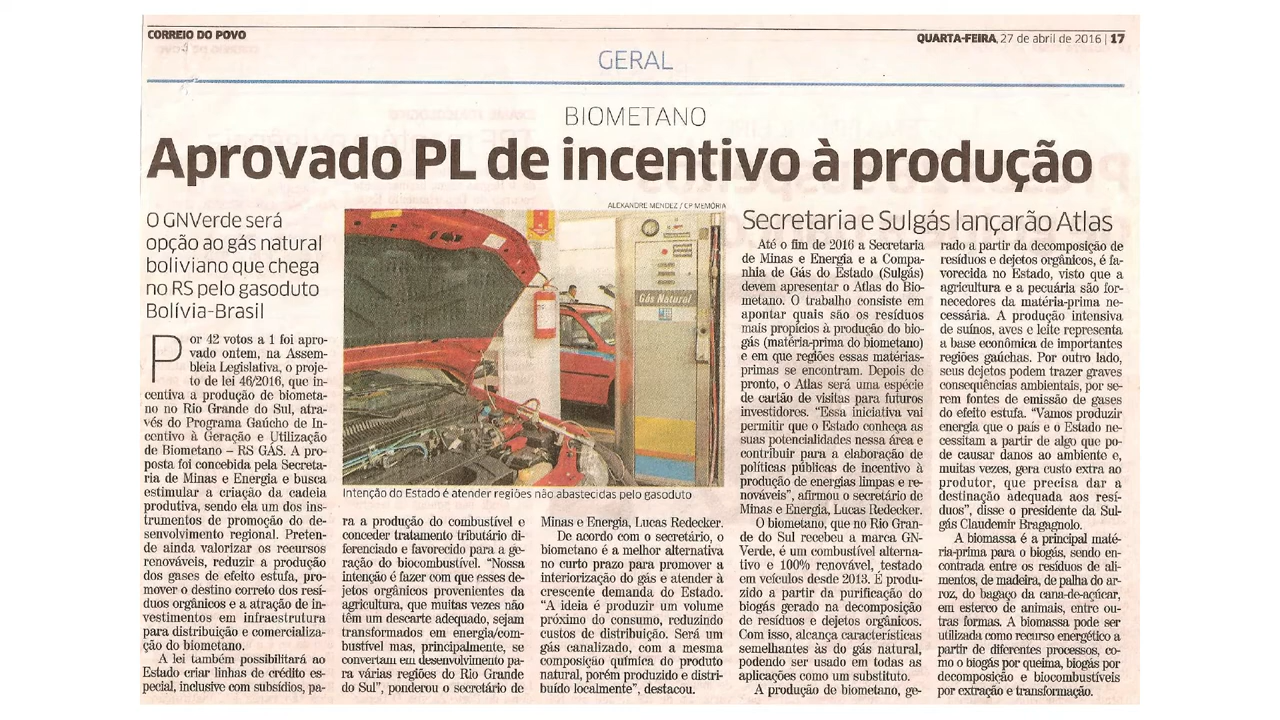 CORREIO DO POVO
QUARTA-FEIRA, 27 de abril de 2016 | 17
GERAL
BIOMETANO
Aprovado PL de incentivo à produção
O GNVerde será
opção ao gás natural
boliviano que chega
no RS pelo gasoduto
Bolívia-Brasil
Por 42 votos a 1 foi apro-
vado ontem, na Assem-
bleia Legislativa, o proje-
to de lei 46/2016, que in-
centiva a produção de biometa-
no no Rio Grande do Sul, atra-
vés do Programa Gaúcho de In-
centivo à Geração e Utilização
de Biometano – RS GÁS. A pro-
posta foi concebida pela Secreta-
ria de Minas e Energia e busca
estimular a criação da cadeia
produtiva, sendo ela um dos ins-
trumentos de promoção do de-
senvolvimento regional. Preten-
de ainda valorizar os recursos
renováveis, reduzir a produção
dos gases de efeito estufa, pro-
mover o destino correto dos resí-
duos orgânicos e a atração de in-
vestimentos em infraestrutura
para distribuição e comercializa-
ção do biometano.
A lei também possibilitará ao
Estado criar linhas de crédito es-
pecial, inclusive com subsídios, pa-
ALEXANDRE MÉNDEZ / CP MEMÓRIA
Gás Natural
Intenção do Estado é atender regiões não abastecidas pelo gasoduto
ra a produção do combustível e
conceder tratamento tributário
diferenciado e favorecido para a ge-
ração do biocombustível. “Nossa
intenção é fazer com que esses de-
jetos orgânicos provenientes da
agricultura, que muitas vezes não
têm um descarte adequado, sejam
transformados em energia/com-
bustível mas, principalmente, se
convertam em desenvolvimento pa-
ra várias regiões do Rio Grande
do Sul”, ponderou o secretário de
Minas e Energia, Lucas Redecker.
De acordo com o secretário, o
biometano é a melhor alternativa
no curto prazo para promover a
interiorização do gás e atender à
crescente demanda do Estado.
“A ideia é produzir um volume
próximo do consumo, reduzindo
custos de distribuição. Será um
gás canalizado, com a mesma
composição química do produto
natural, porém produzido e distri-
buído localmente”, destacou.
Secretaria e Sulgás lançarão Atlas
Até o fim de 2016 a Secretaria
de Minas e Energia e a Compa-
nhia de Gás do Estado (Sulgás)
devem apresentar o Atlas do Bio-
metano. O trabalho consiste em
apontar quais são os resíduos
mais propícios à produção do bio-
gás (matéria-prima do biometano)
e em que regiões essas matérias-
primas se encontram. Depois de
pronto, o Atlas será uma espécie
de cartão de visitas para futuros
investidores. “Essa iniciativa vai
permitir que o Estado conheça as
suas potencialidades nessa área e
contribuir para a elaboração de
políticas públicas de incentivo à
produção de energias limpas e re-
nováveis”, afirmou o secretário de
Minas e Energia, Lucas Redecker.
O biometano, que no Rio Gran-
de do Sul recebeu a marca GN-
Verde, é um combustível alterna-
tivo e 100% renovável, testado
em veículos desde 2013. É produ-
zido a partir da purificação do
biogás gerado na decomposição
de resíduos e dejetos orgânicos.
Com isso, alcança características
semelhantes às do gás natural,
podendo ser usado em todas as
aplicações como um substituto.
A produção de biometano, ge-
rado a partir da decomposição de
resíduos e dejetos orgânicos, é fa-
vorecida no Estado, visto que a
agricultura e a pecuária são for-
necedores da matéria-prima ne-
cessária. A produção intensiva
de suínos, aves e leite representa
a base econômica de importantes
regiões gaúchas. Por outro lado,
seus dejetos podem trazer graves
consequências ambientais, por se-
rem fontes de emissão de gases
do efeito estufa. “Vamos produzir
energia que o país e o Estado ne-
cessitam a partir de algo que po-
de causar danos ao ambiente e,
muitas vezes, gera custo extra ao
produtor, que precisa dar a
destinação adequada aos resí-
duos”, disse o presidente da Sul-
gás Claudemir Bragagnolo.
A biomassa é a principal maté-
ria-prima para o biogás, sendo en-
contrada entre os resíduos de ali-
mentos, de madeira, de palha do ar-
roz, do bagaço da cana-de-açúcar,
em esterco de animais, entre ou-
tras formas. A biomassa pode ser
utilizada como recurso energético a
partir de diferentes processos, co-
mo o biogás por queima, biogás por
decomposição e biocombustíveis
por extração e transformação.